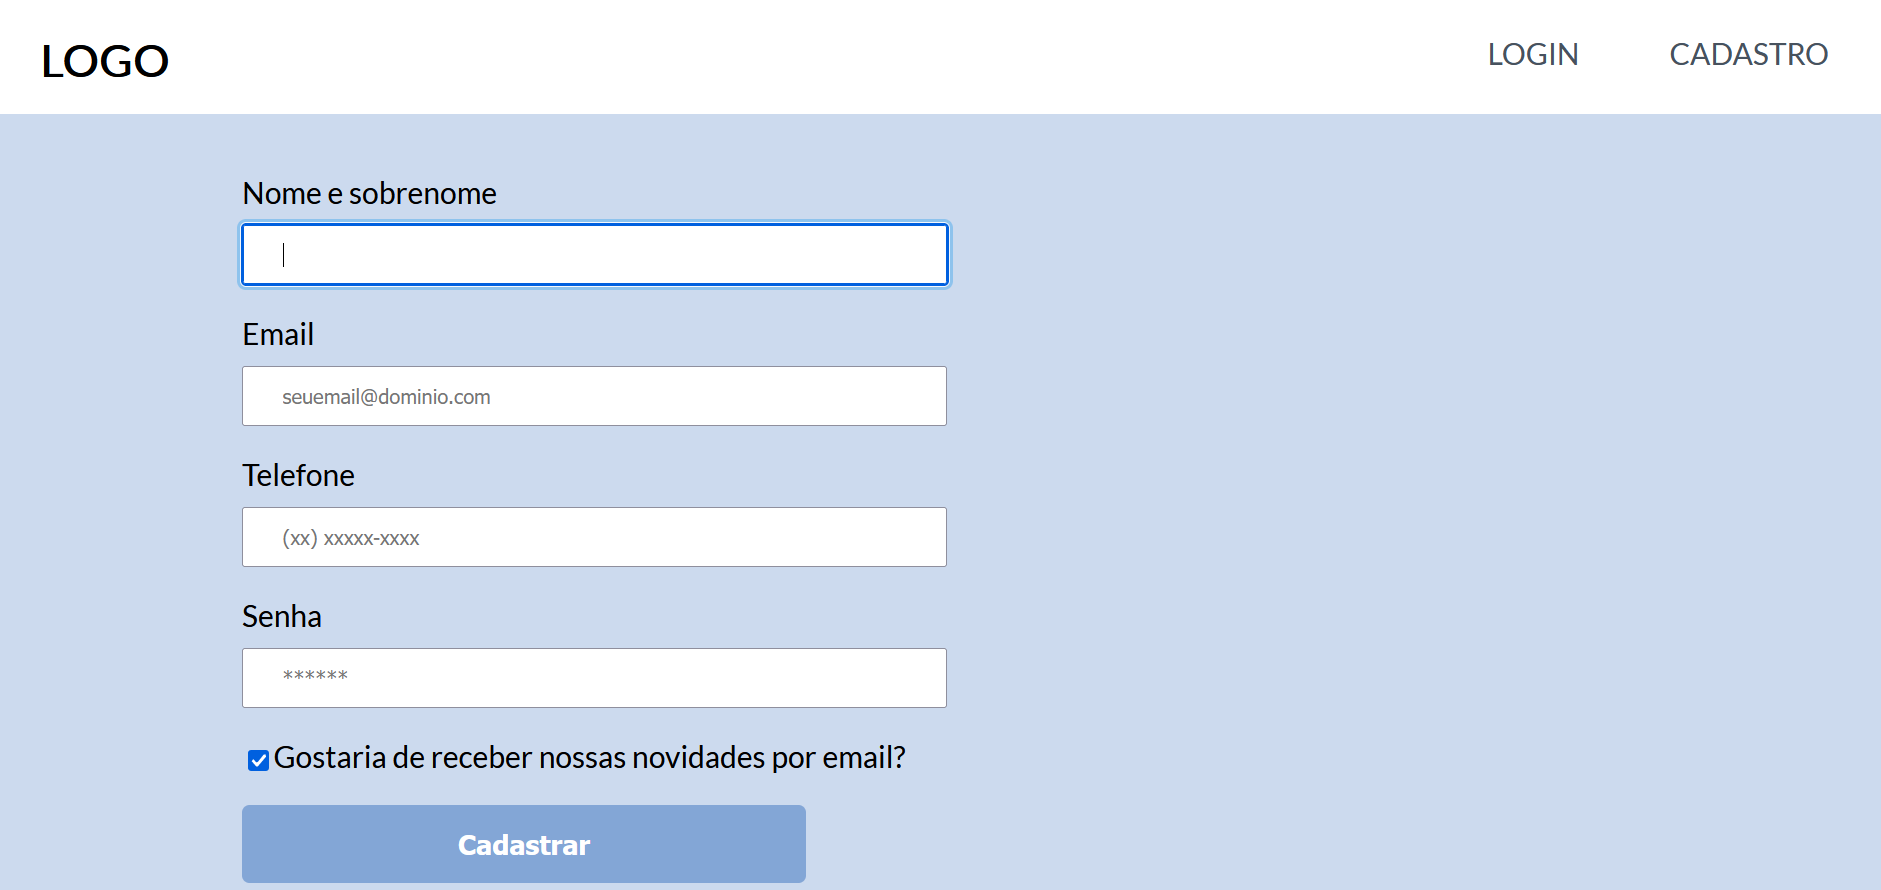 LOGO
LOGIN
CADASTRO
Nome e sobrenome
Email
seuemail@dominio.com
Telefone
(xx) xxxxx-xxxx
Senha
******
Gostaria de receber nossas novidades por email?
Cadastrar